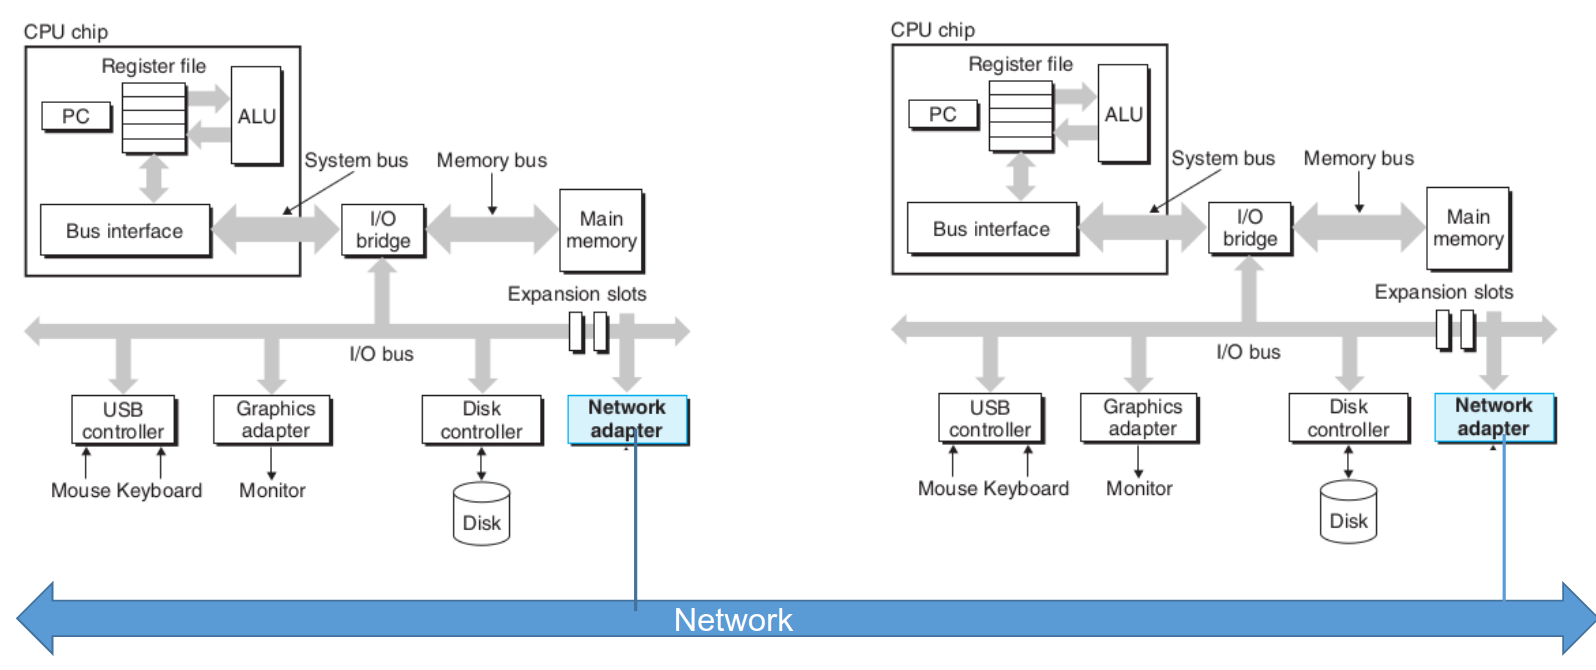 CPU chip
Register file
PC
ALU
System bus
Memory bus
Bus interface
I/O
bridge
Main
memory
Expansion slots
I/O bus
USB
controller
Graphics
adapter
Disk
controller
Network
adapter
Mouse Keyboard
Monitor
Disk
CPU chip
Register file
PC
ALU
System bus
Memory bus
Bus interface
I/O
bridge
Main
memory
Expansion slots
I/O bus
USB
controller
Graphics
adapter
Disk
controller
Network
adapter
Mouse Keyboard
Monitor
Disk
Network